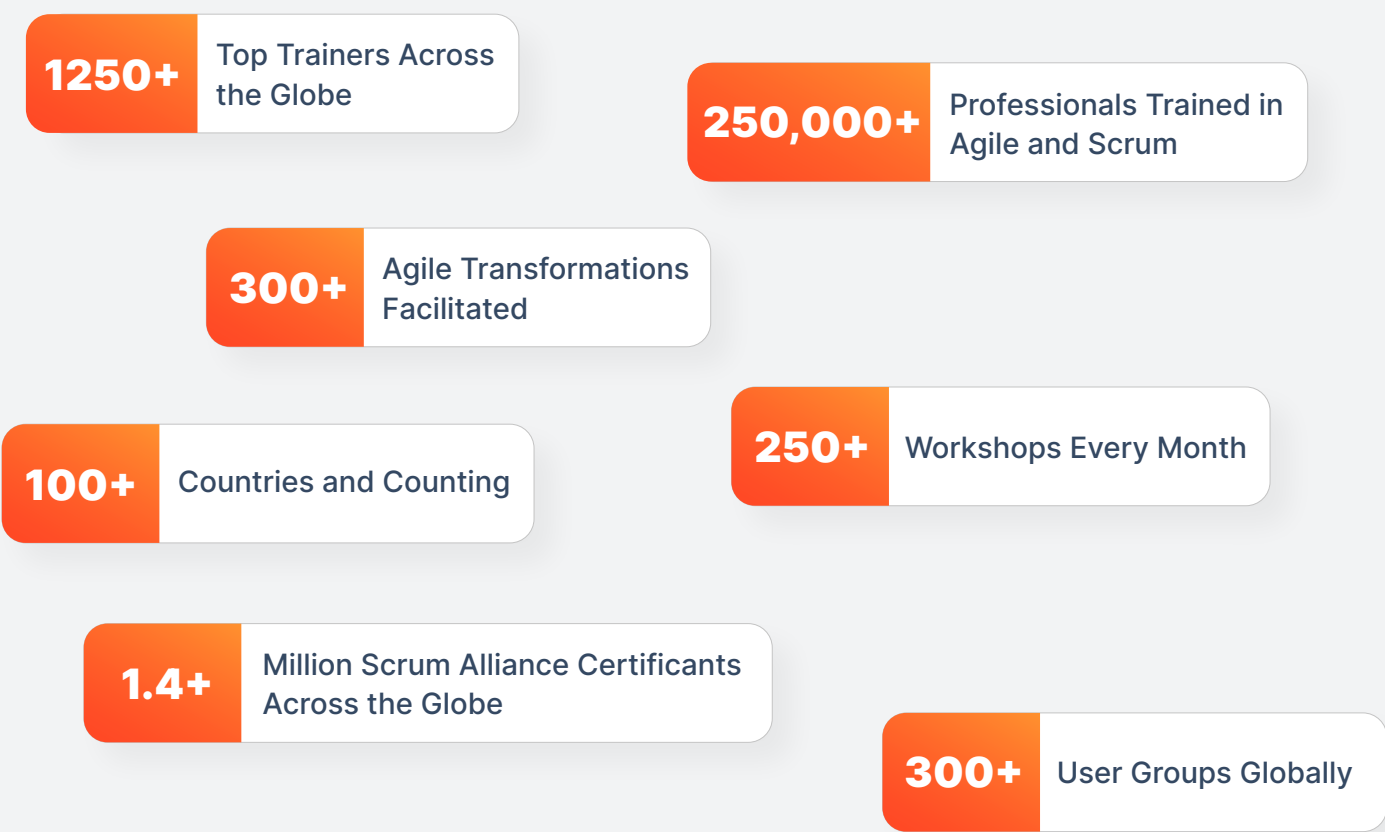 1250+
Top Trainers Across
the Globe
250,000+
Professionals Trained in
Agile and Scrum
300+
Agile Transformations
Facilitated
250+
Workshops Every Month
100+
Countries and Counting
1.4+
Million Scrum Alliance Certificants
Across the Globe
300+
User Groups Globally